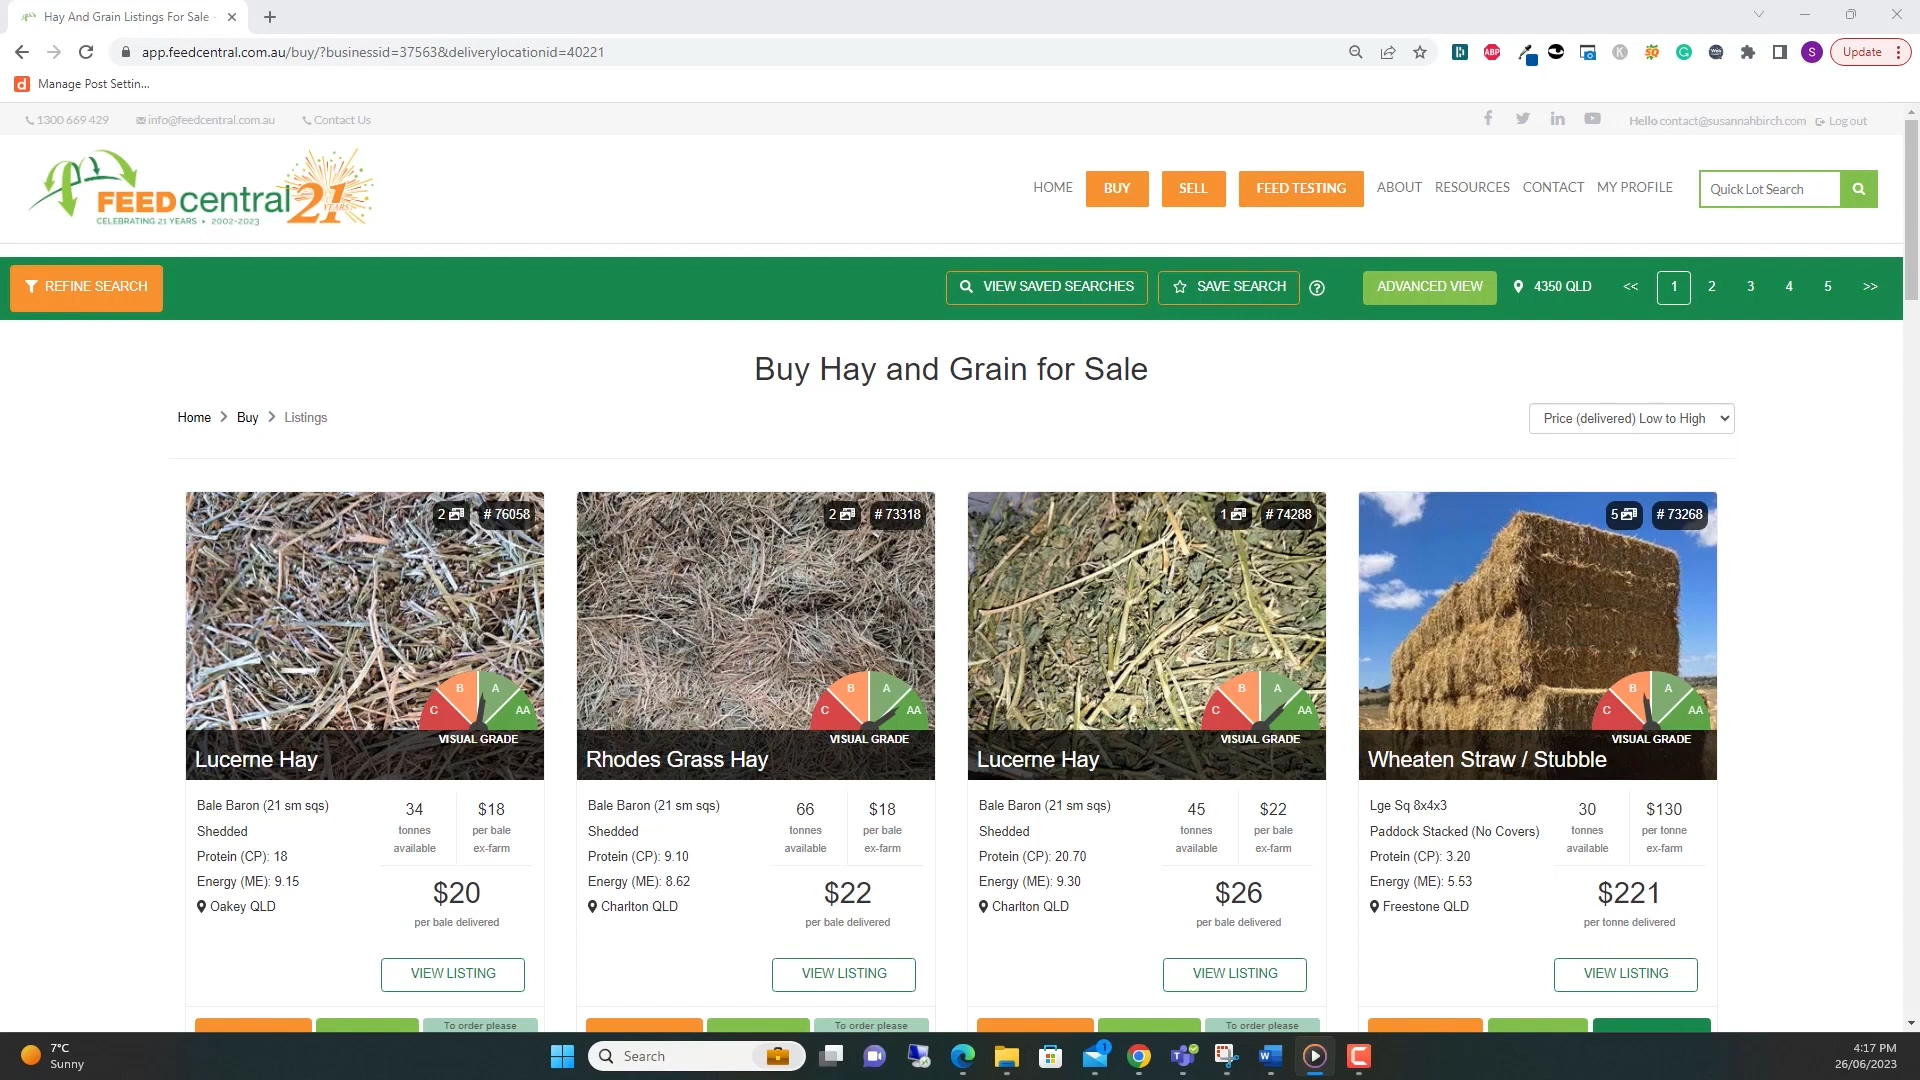 Hay And Grain Listings For Sale -
app.feedcentral.com.au/buy/?businessid=37563&deliverylocationid=40221
ABP
K
S
Update
d Manage Post Settin...
1300 669 429
info@feedcentral.com.au
Contact Us
Hello contact@susannahbirch.com
Log out
FEEDcentral 21 YEARS
CELEBRATING 21 YEARS • 2002-2023
HOME
BUY
SELL
FEED TESTING
ABOUT
RESOURCES
CONTACT
MY PROFILE
Quick Lot Search
REFINE SEARCH
VIEW SAVED SEARCHES
SAVE SEARCH
?
ADVANCED VIEW
4350 QLD
<< 1 2 3 4 5 >>
Buy Hay and Grain for Sale
Home > Buy > Listings
Price (delivered) Low to High
2 # 76058
C B A AA
VISUAL GRADE
Lucerne Hay
Bale Baron (21 sm sqs)
Shedded
Protein (CP): 18
Energy (ME): 9.15
Oakey QLD
34
tonnes
available
$18
per bale
ex-farm
$20
per bale delivered
VIEW LISTING
To order please
2 # 73318
C B A AA
VISUAL GRADE
Rhodes Grass Hay
Bale Baron (21 sm sqs)
Shedded
Protein (CP): 9.10
Energy (ME): 8.62
Charlton QLD
66
tonnes
available
$18
per bale
ex-farm
$22
per bale delivered
VIEW LISTING
To order please
1 # 74288
C B A AA
VISUAL GRADE
Lucerne Hay
Bale Baron (21 sm sqs)
Shedded
Protein (CP): 20.70
Energy (ME): 9.30
Charlton QLD
45
tonnes
available
$22
per bale
ex-farm
$26
per bale delivered
VIEW LISTING
To order please
5 # 73268
C B A AA
VISUAL GRADE
Wheaten Straw / Stubble
Lge Sq 8x4x3
Paddock Stacked (No Covers)
Protein (CP): 3.20
Energy (ME): 5.53
Freestone QLD
30
tonnes
available
$130
per tonne
ex-farm
$221
per tonne delivered
VIEW LISTING
7°C
Sunny
Search
1
4:17 PM
26/06/2023